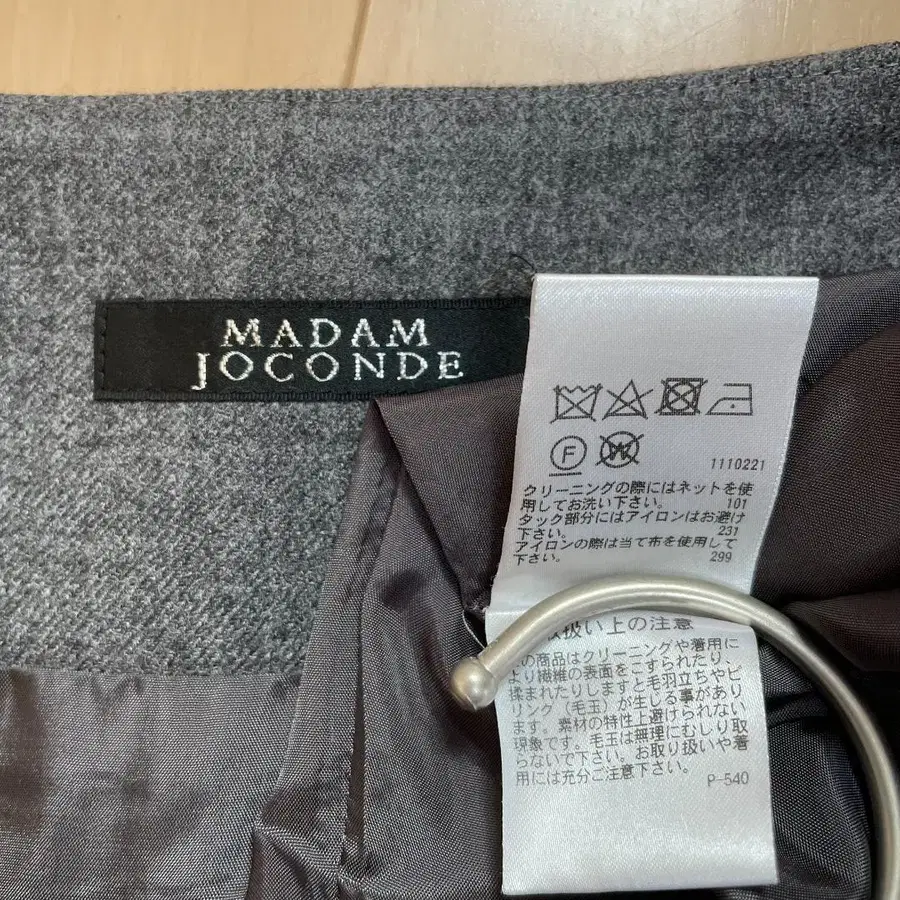 MADAM
JOCONDE
F
W
1110221
クリーニングの際にはネットを使
用してお洗い下さい。 101
タック部分にはアイロンはお避け
下さい。 231
アイロンの際は当て布を使用して
下さい。 299
扱い上の注意
の商品はクリーニングや着用に
より繊維の表面をこすられたり、
揉まれたりしますと毛羽立ちやピ
リング（毛玉）が生じる事があり
ます。素材の特性上避けられない
現象です。毛玉は無理にむしり取
らないで下さい。お取り扱いや着
用には充分ご注意下さい。
P-540